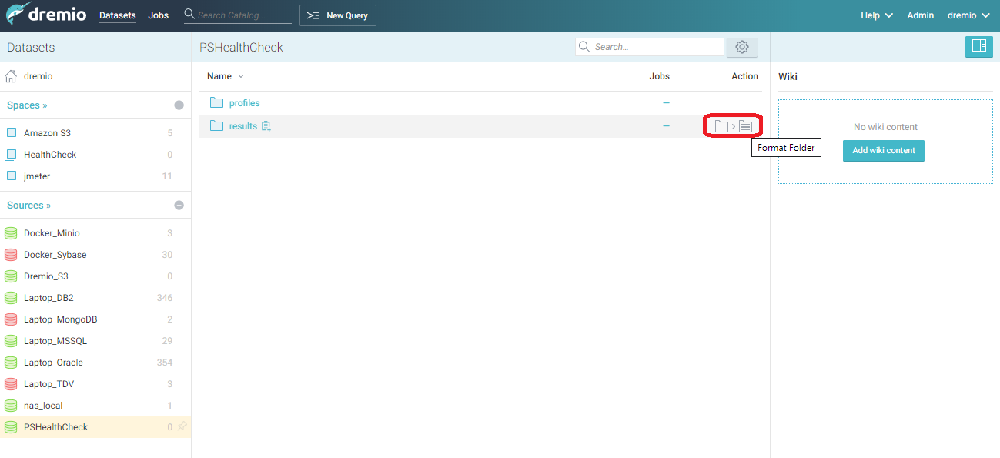 dremio Datasets Jobs Search Catalog... New Query Help Admin dremio
Datasets
PSHealthCheck Search...
dremio
Name Jobs Action
Wiki
Spaces »
profiles –
results –
Format Folder
No wiki content
Add wiki content
Amazon S3 5
HealthCheck 0
jmeter 11
Sources »
Docker_Minio 3
Docker_Sybase 30
Dremio_S3 0
Laptop_DB2 346
Laptop_MongoDB 2
Laptop_MSSQL 29
Laptop_Oracle 354
Laptop_TDV 3
nas_local 1
PSHealthCheck 0